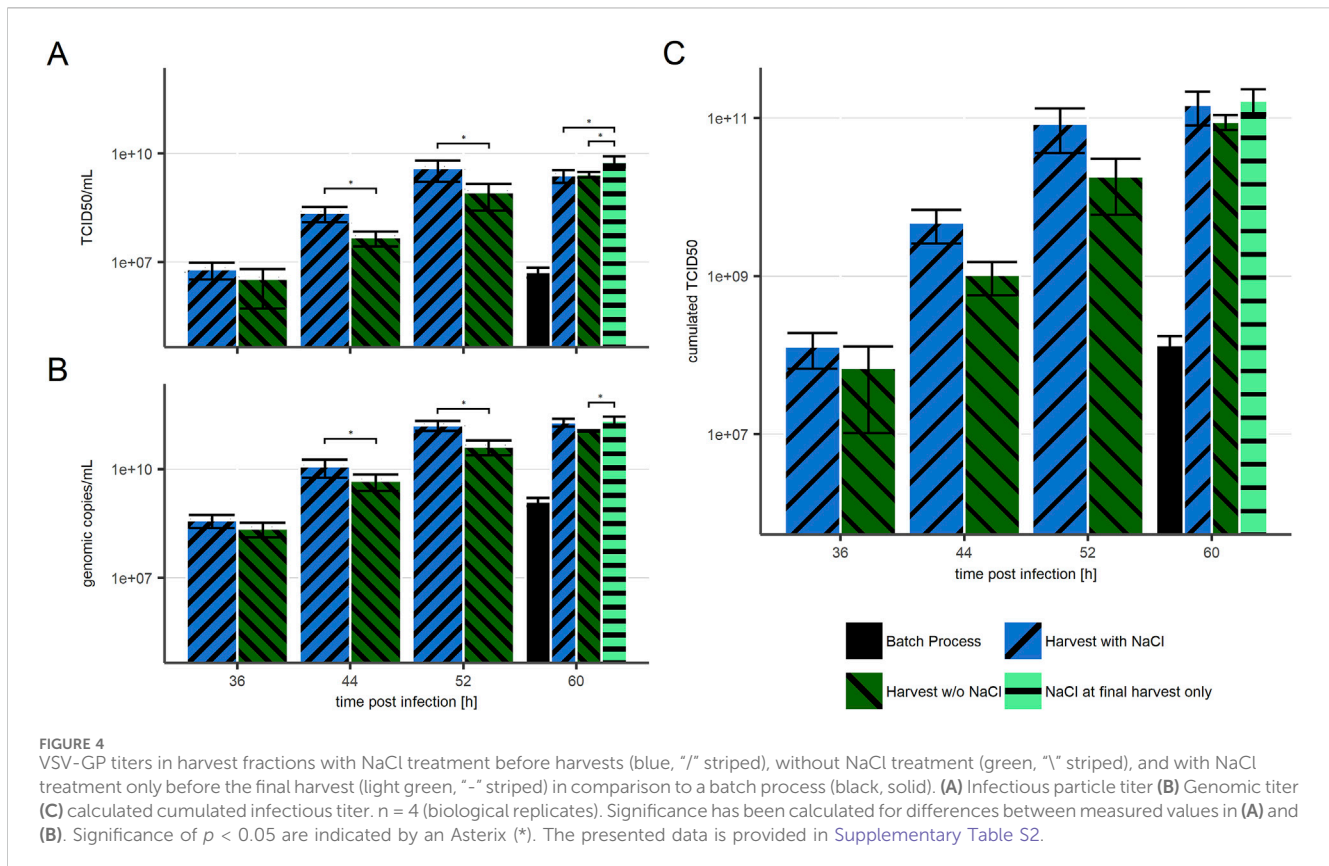 A
TCID50/mL
1e+10
1e+07
*
*
*
*
36
44
52
60
B
genomic copies/mL
1e+10
1e+07
*
*
*
36
44
52
60
time post infection [h]
C
cumulated TCID50
1e+11
1e+09
1e+07
36
44
52
60
time post infection [h]
Batch Process
Harvest with NaCl
Harvest w/o NaCl
NaCl at final harvest only
FIGURE 4
VSV-GP titers in harvest fractions with NaCl treatment before harvests (blue, “/” striped), without NaCl treatment (green, “\” striped), and with NaCl
treatment only before the final harvest (light green, “-” striped) in comparison to a batch process (black, solid). (A) Infectious particle titer (B) Genomic titer
(C) calculated cumulated infectious titer. n = 4 (biological replicates). Significance has been calculated for differences between measured values in (A) and
(B). Significance of p < 0.05 are indicated by an Asterix (*). The presented data is provided in Supplementary Table S2.